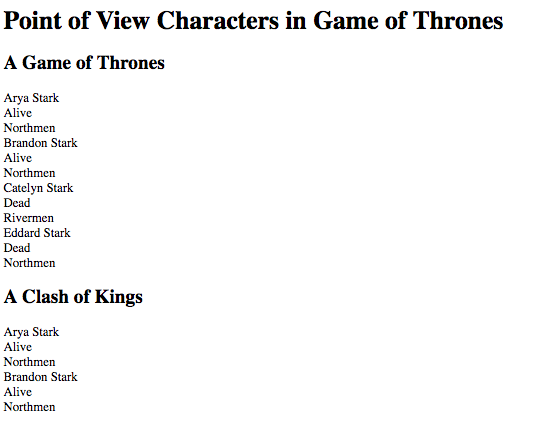 Point of View Characters in Game of Thrones
A Game of Thrones
Arya Stark
Alive
Northmen
Brandon Stark
Alive
Northmen
Catelyn Stark
Dead
Rivermen
Eddard Stark
Dead
Northmen
A Clash of Kings
Arya Stark
Alive
Northmen
Brandon Stark
Alive
Northmen